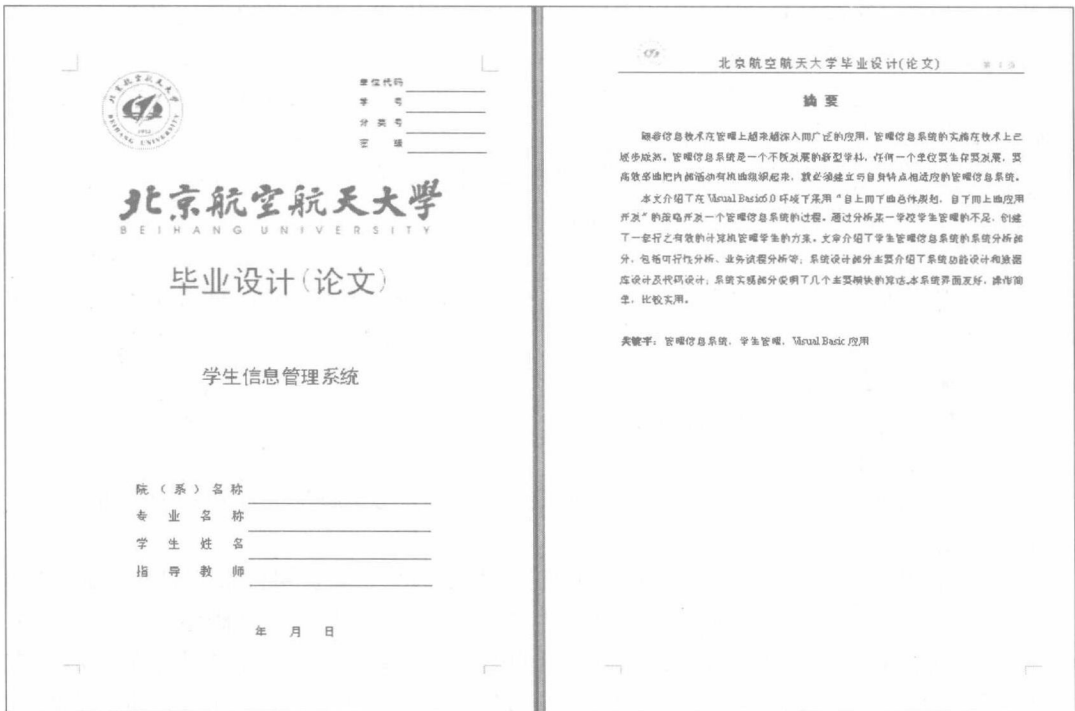 单位代码
学 号
分 类 号
密 级
北京航空航天大學
BEIHANG UNIVERSITY
毕业设计(论文)
学生信息管理系统
院（系）名称
专 业 名 称
学 生 姓 名
指 导 教 师
年 月 日
北京航空航天大学毕业设计(论文)
摘 要
随着信息技术在管理上越来越深入而广泛的应用，管理信息系统的实施在技术上已
逐步成熟。管理信息系统是一个不断发展的新型学科，任何一个单位要生存要发展，要
高效率地把内部活动有机地组织起来，就必须建立与自身特点相适应的管理信息系统。
本文介绍了在 Visual Basic6.0 环境下采用“自上而下地总体规划，自下而上地应用
开发”的策略开发一个管理信息系统的过程。通过分析某一学校学生管理的不足，创建
了一套行之有效的计算机管理学生的方案。文章介绍了学生管理信息系统的系统分析部
分，包括可行性分析、业务流程分析等；系统设计部分主要介绍了系统功能设计和数据
库设计及代码设计；系统实现部分说明了几个主要模块的算法。本系统界面友好，操作简
单，比较实用。
关键字：管理信息系统，学生管理，Visual Basic 应用